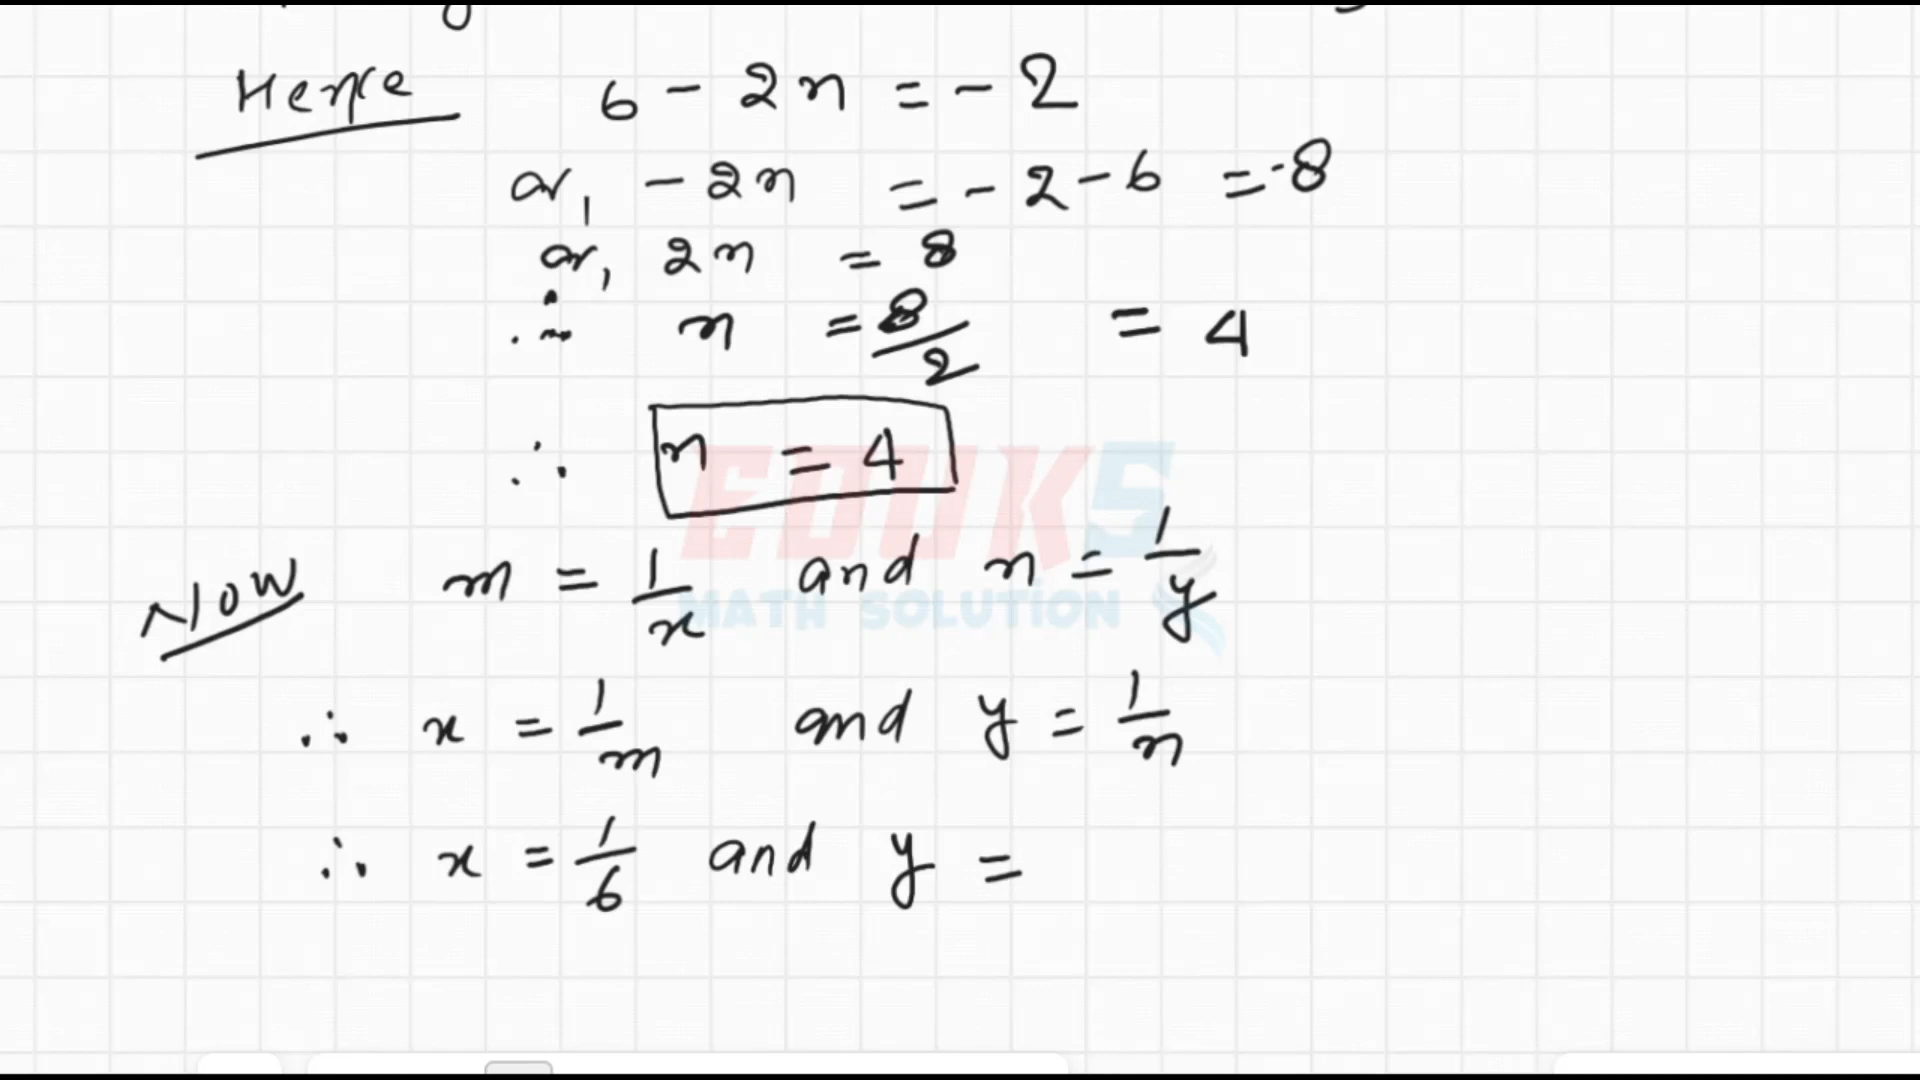 Hence 6 - 2n = - 2
or, - 2n = - 2 - 6 = -8
or, 2n = 8
∴ n = 8/2 = 4
∴ n = 4
EDUK5
MATH SOLUTION
Now m = 1/x and n = 1/y
∴ x = 1/m and y = 1/n
∴ x = 1/6 and y =